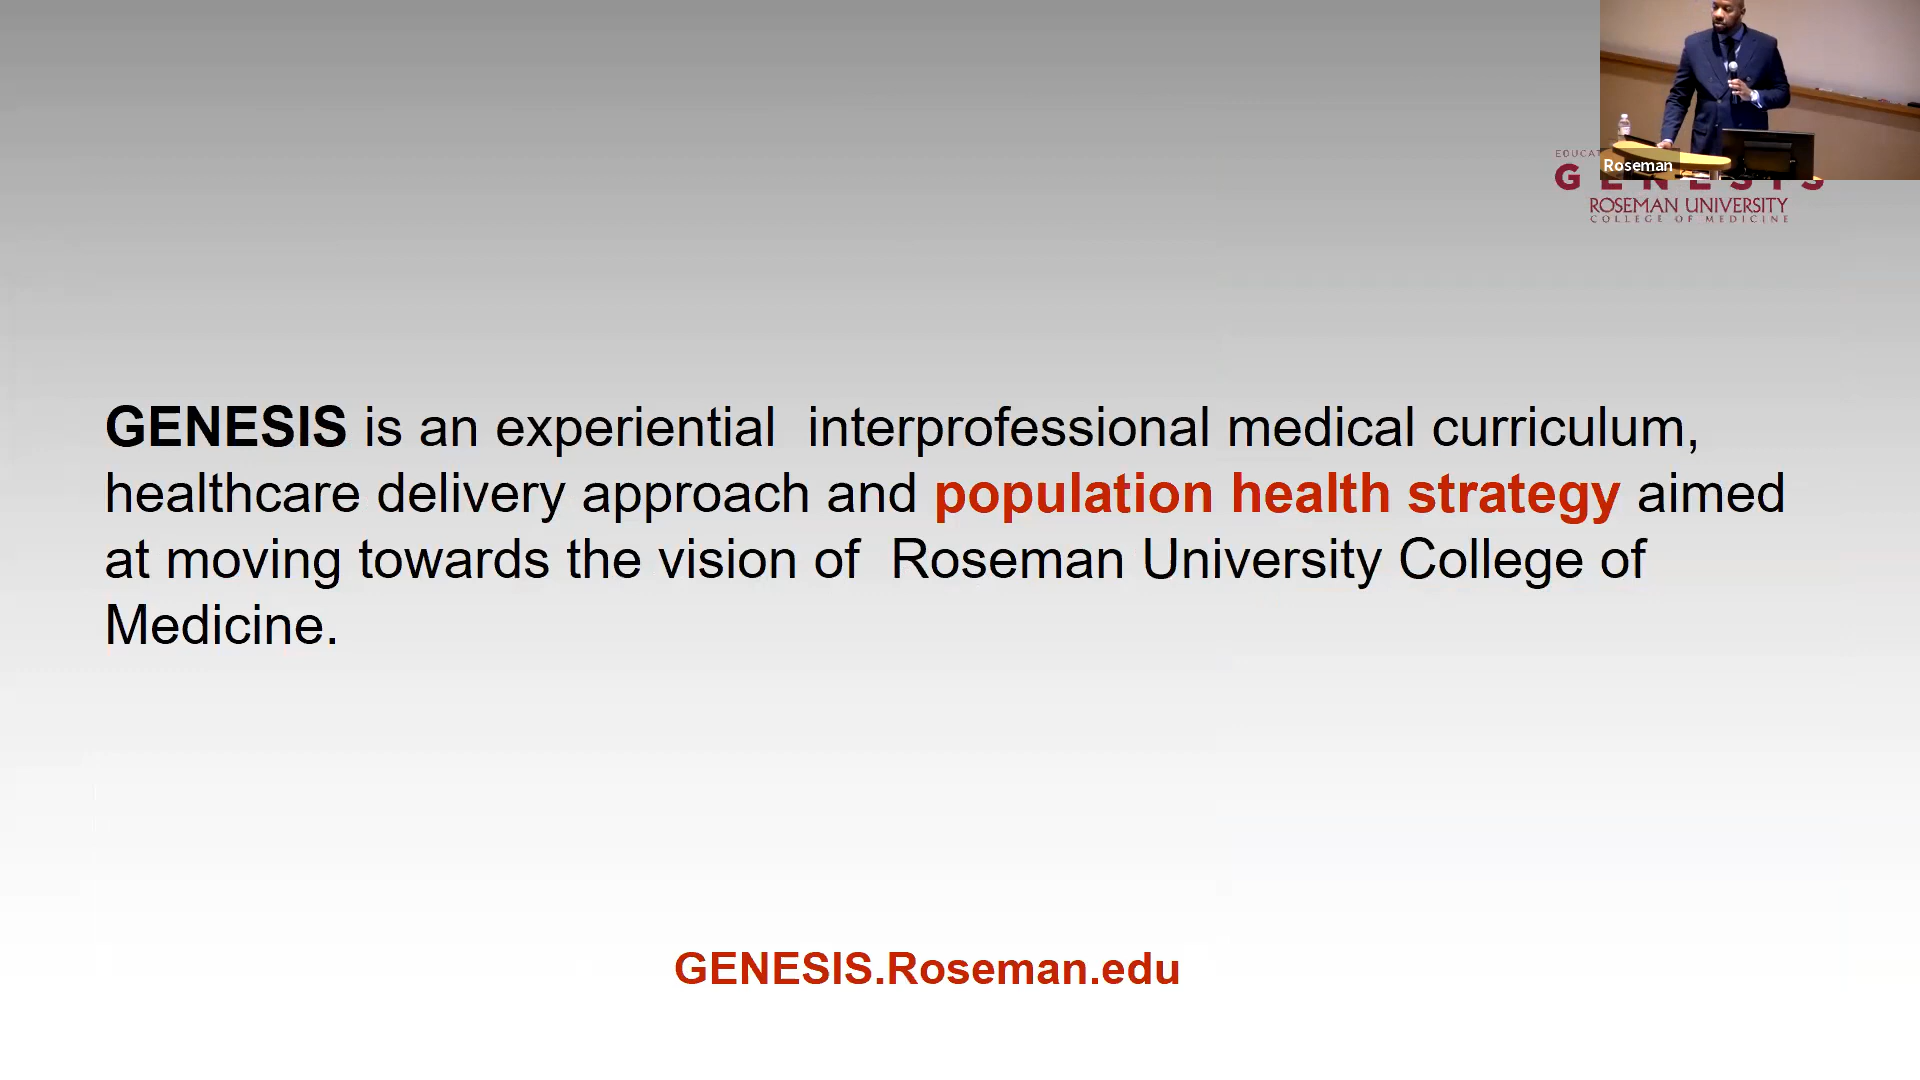 Roseman
ROSEMAN UNIVERSITY
COLLEGE OF MEDICINE
GENESIS is an experiential  interprofessional medical curriculum,
healthcare delivery approach and population health strategy aimed
at moving towards the vision of  Roseman University College of
Medicine.
GENESIS.Roseman.edu